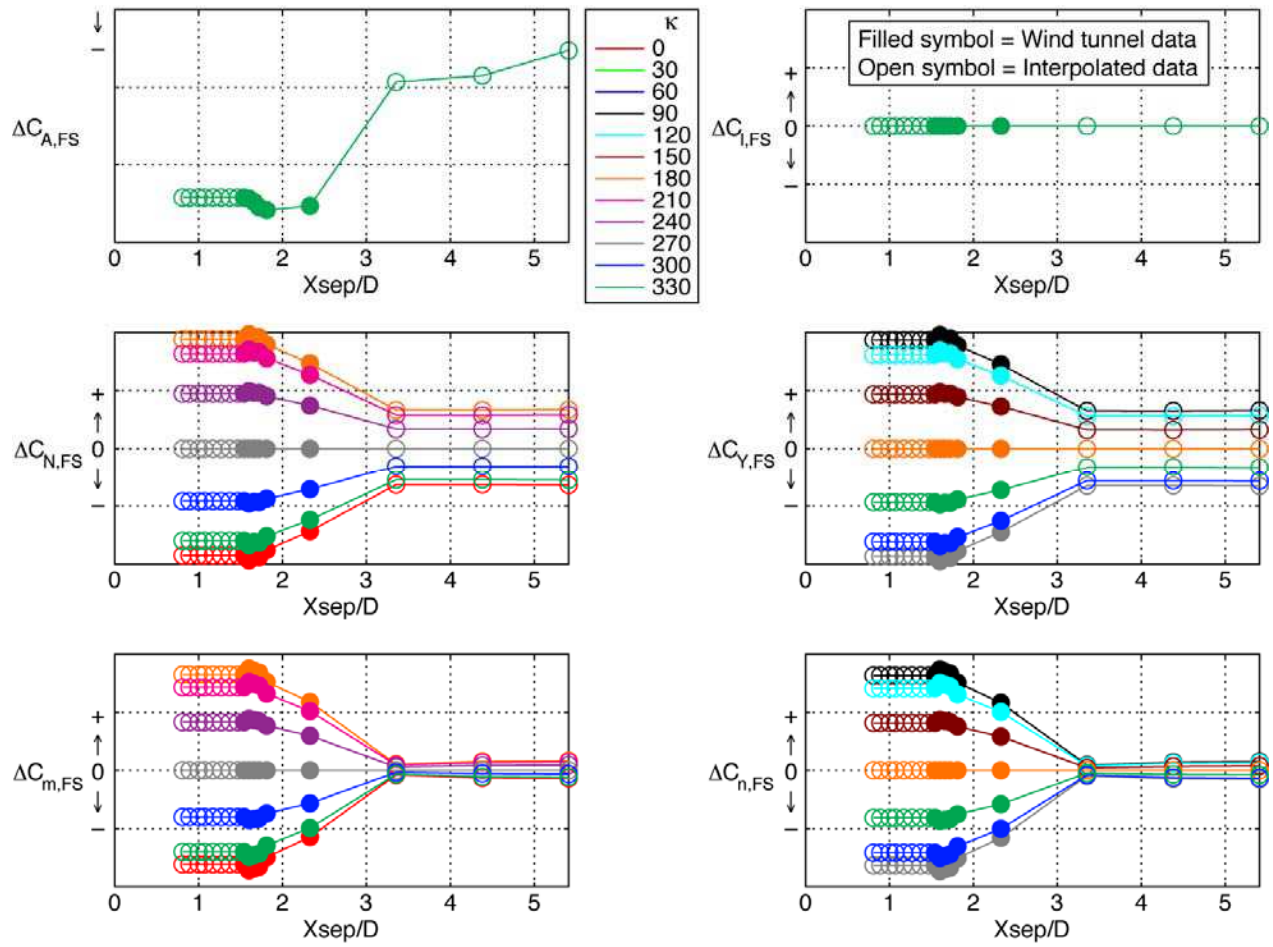 ↓
−
ΔC_A,FS
0 1 2 3 4 5
Xsep/D
κ
0
30
60
90
120
150
180
210
240
270
300
330
Filled symbol = Wind tunnel data
Open symbol = Interpolated data
+
↑
ΔC_l,FS 0
↓
−
0 1 2 3 4 5
Xsep/D
+
↑
ΔC_N,FS 0
↓
−
0 1 2 3 4 5
Xsep/D
+
↑
ΔC_Y,FS 0
↓
−
0 1 2 3 4 5
Xsep/D
+
↑
ΔC_m,FS 0
↓
−
0 1 2 3 4 5
Xsep/D
+
↑
ΔC_n,FS 0
↓
−
0 1 2 3 4 5
Xsep/D